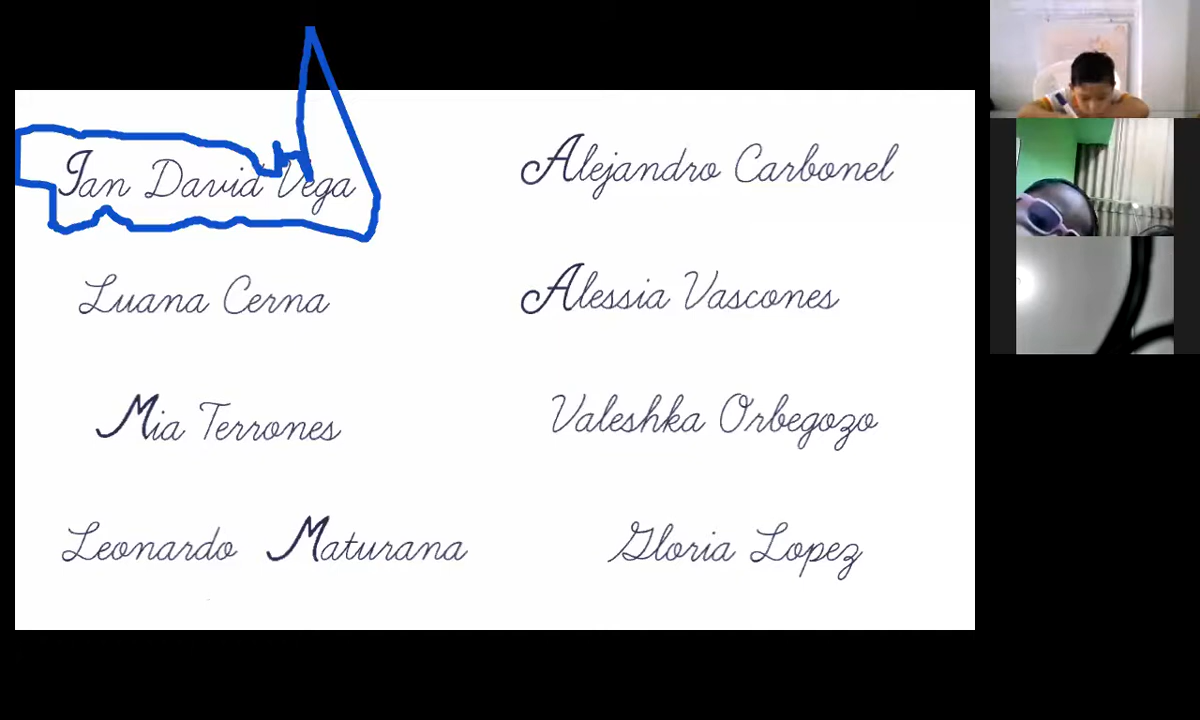 Ian David Vega
Alejandro Carbonel
Luana Cerna
Alessia Vascones
Mia Terrones
Valeshka Orbegozo
Leonardo Maturana
Gloria Lopez